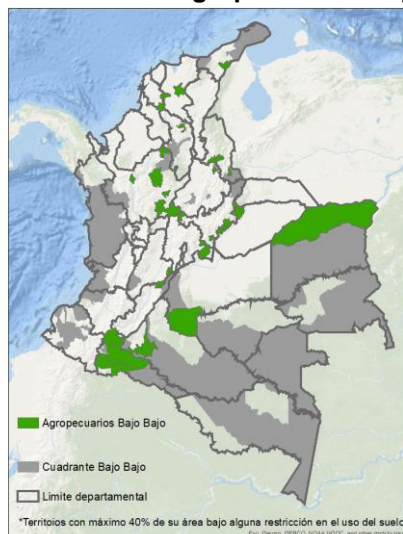 Agropecuarios Bajo Bajo
Cuadrante Bajo Bajo
Limite departamental
*Territoios con máximo 40% de su área bajo alguna restricción en el uso del suelo